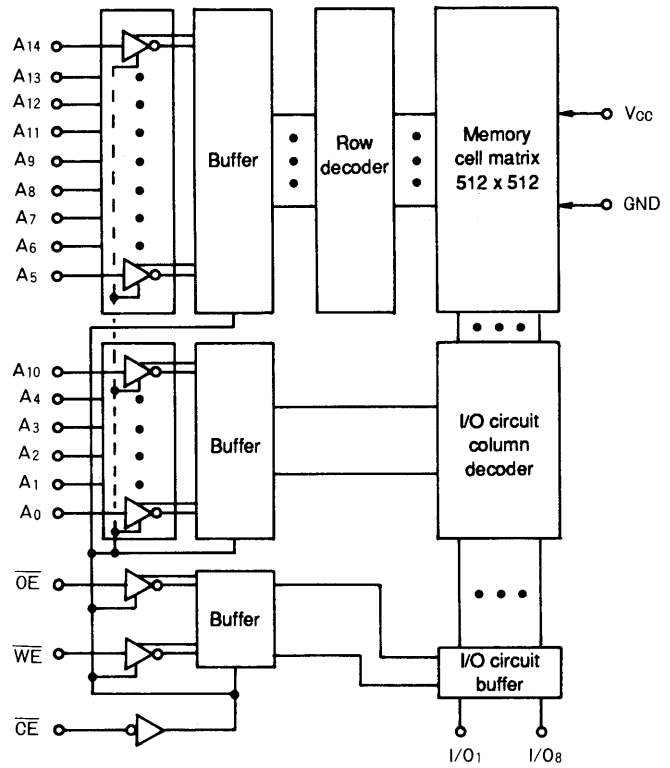 A14
A13
A12
A11
A9
A8
A7
A6
A5
Buffer
Row
decoder
Memory
cell matrix
512 x 512
VCC
GND
A10
A4
A3
A2
A1
A0
Buffer
I/O circuit
column
decoder
OE
WE
CE
Buffer
I/O circuit
buffer
I/O1
I/O8